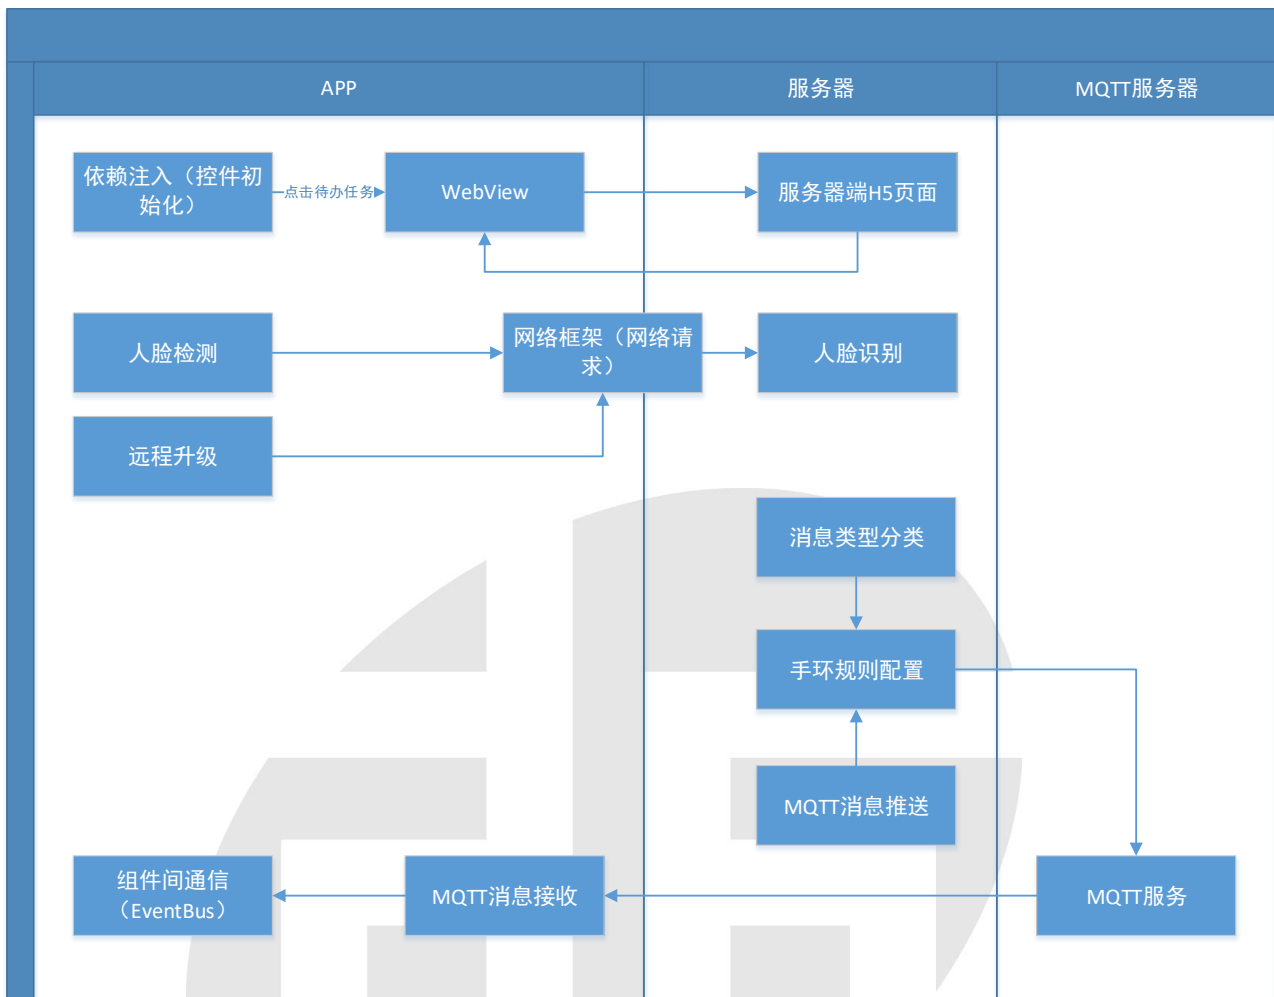 APP
服务器
MQTT服务器
依赖注入（控件初
始化）
点击待办任务
WebView
服务器端H5页面
人脸检测
网络框架（网络请
求）
人脸识别
远程升级
消息类型分类
手环规则配置
MQTT消息推送
组件间通信
（EventBus）
MQTT消息接收
MQTT服务